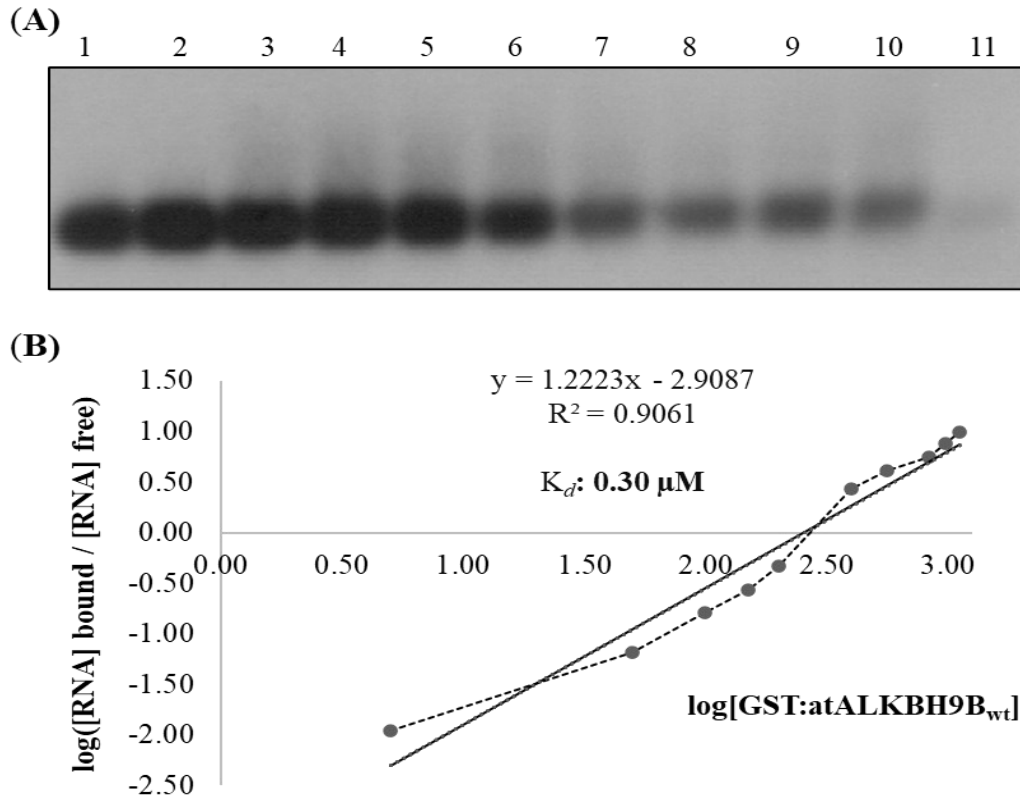 (A)
1 2 3 4 5 6 7 8 9 10 11
(B)
y = 1.2223x - 2.9087
R² = 0.9061
K_d: 0.30 µM
1.50
1.00
0.50
0.00
-0.50
-1.00
-1.50
-2.00
-2.50
0.00 0.50 1.00 1.50 2.00 2.50 3.00
log([RNA] bound / [RNA] free)
log[GST:atALKBH9B_wt]